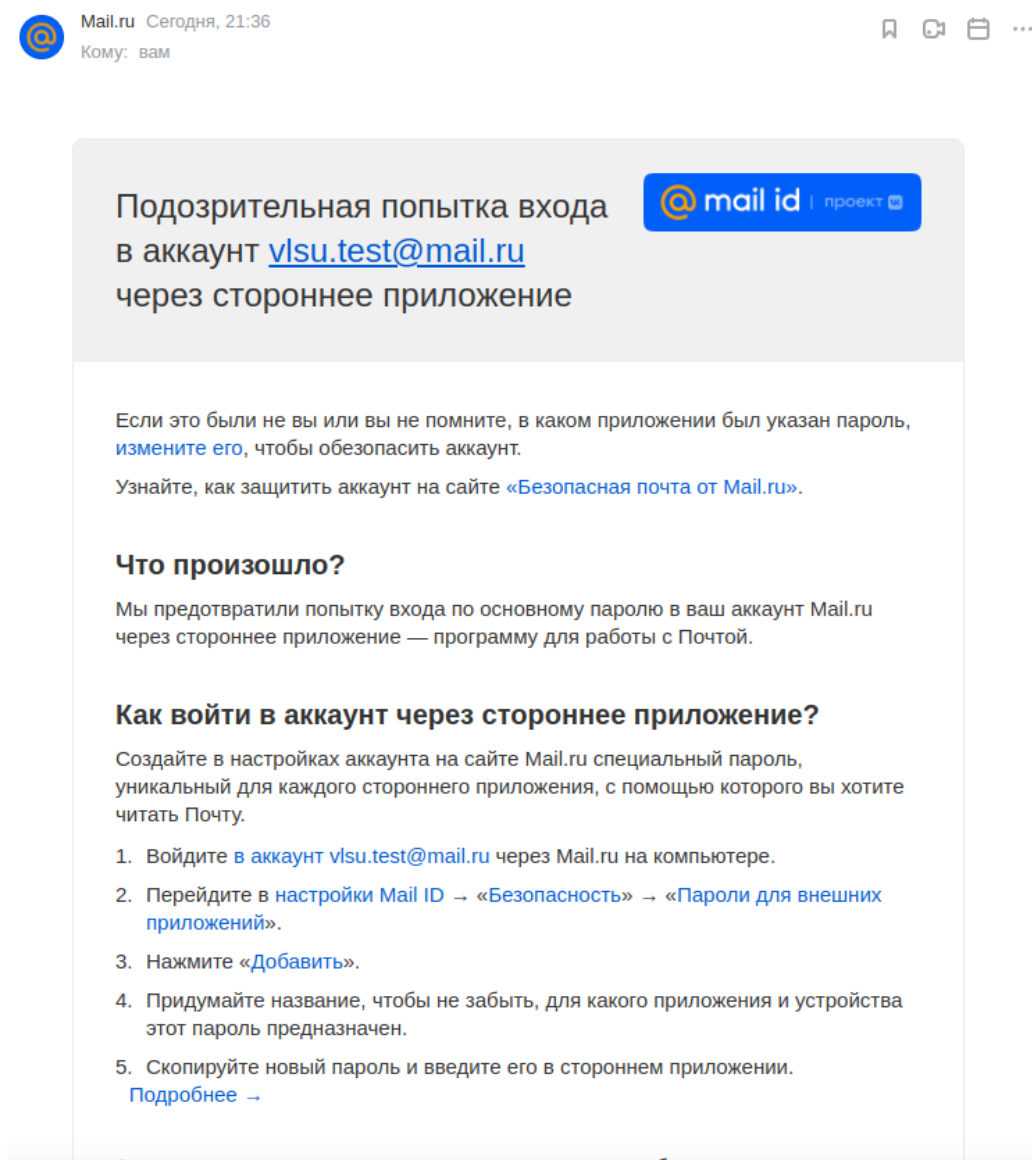 Mail.ru Сегодня, 21:36
Кому: вам
Подозрительная попытка входа
в аккаунт vlsu.test@mail.ru
через стороннее приложение
@mail id | проект
Если это были не вы или вы не помните, в каком приложении был указан пароль,
измените его, чтобы обезопасить аккаунт.
Узнайте, как защитить аккаунт на сайте «Безопасная почта от Mail.ru».
Что произошло?
Мы предотвратили попытку входа по основному паролю в ваш аккаунт Mail.ru
через стороннее приложение — программу для работы с Почтой.
Как войти в аккаунт через стороннее приложение?
Создайте в настройках аккаунта на сайте Mail.ru специальный пароль,
уникальный для каждого стороннего приложения, с помощью которого вы хотите
читать Почту.
1. Войдите в аккаунт vlsu.test@mail.ru через Mail.ru на компьютере.
2. Перейдите в настройки Mail ID → «Безопасность» → «Пароли для внешних
приложений».
3. Нажмите «Добавить».
4. Придумайте название, чтобы не забыть, для какого приложения и устройства
этот пароль предназначен.
5. Скопируйте новый пароль и введите его в стороннем приложении.
Подробнее →